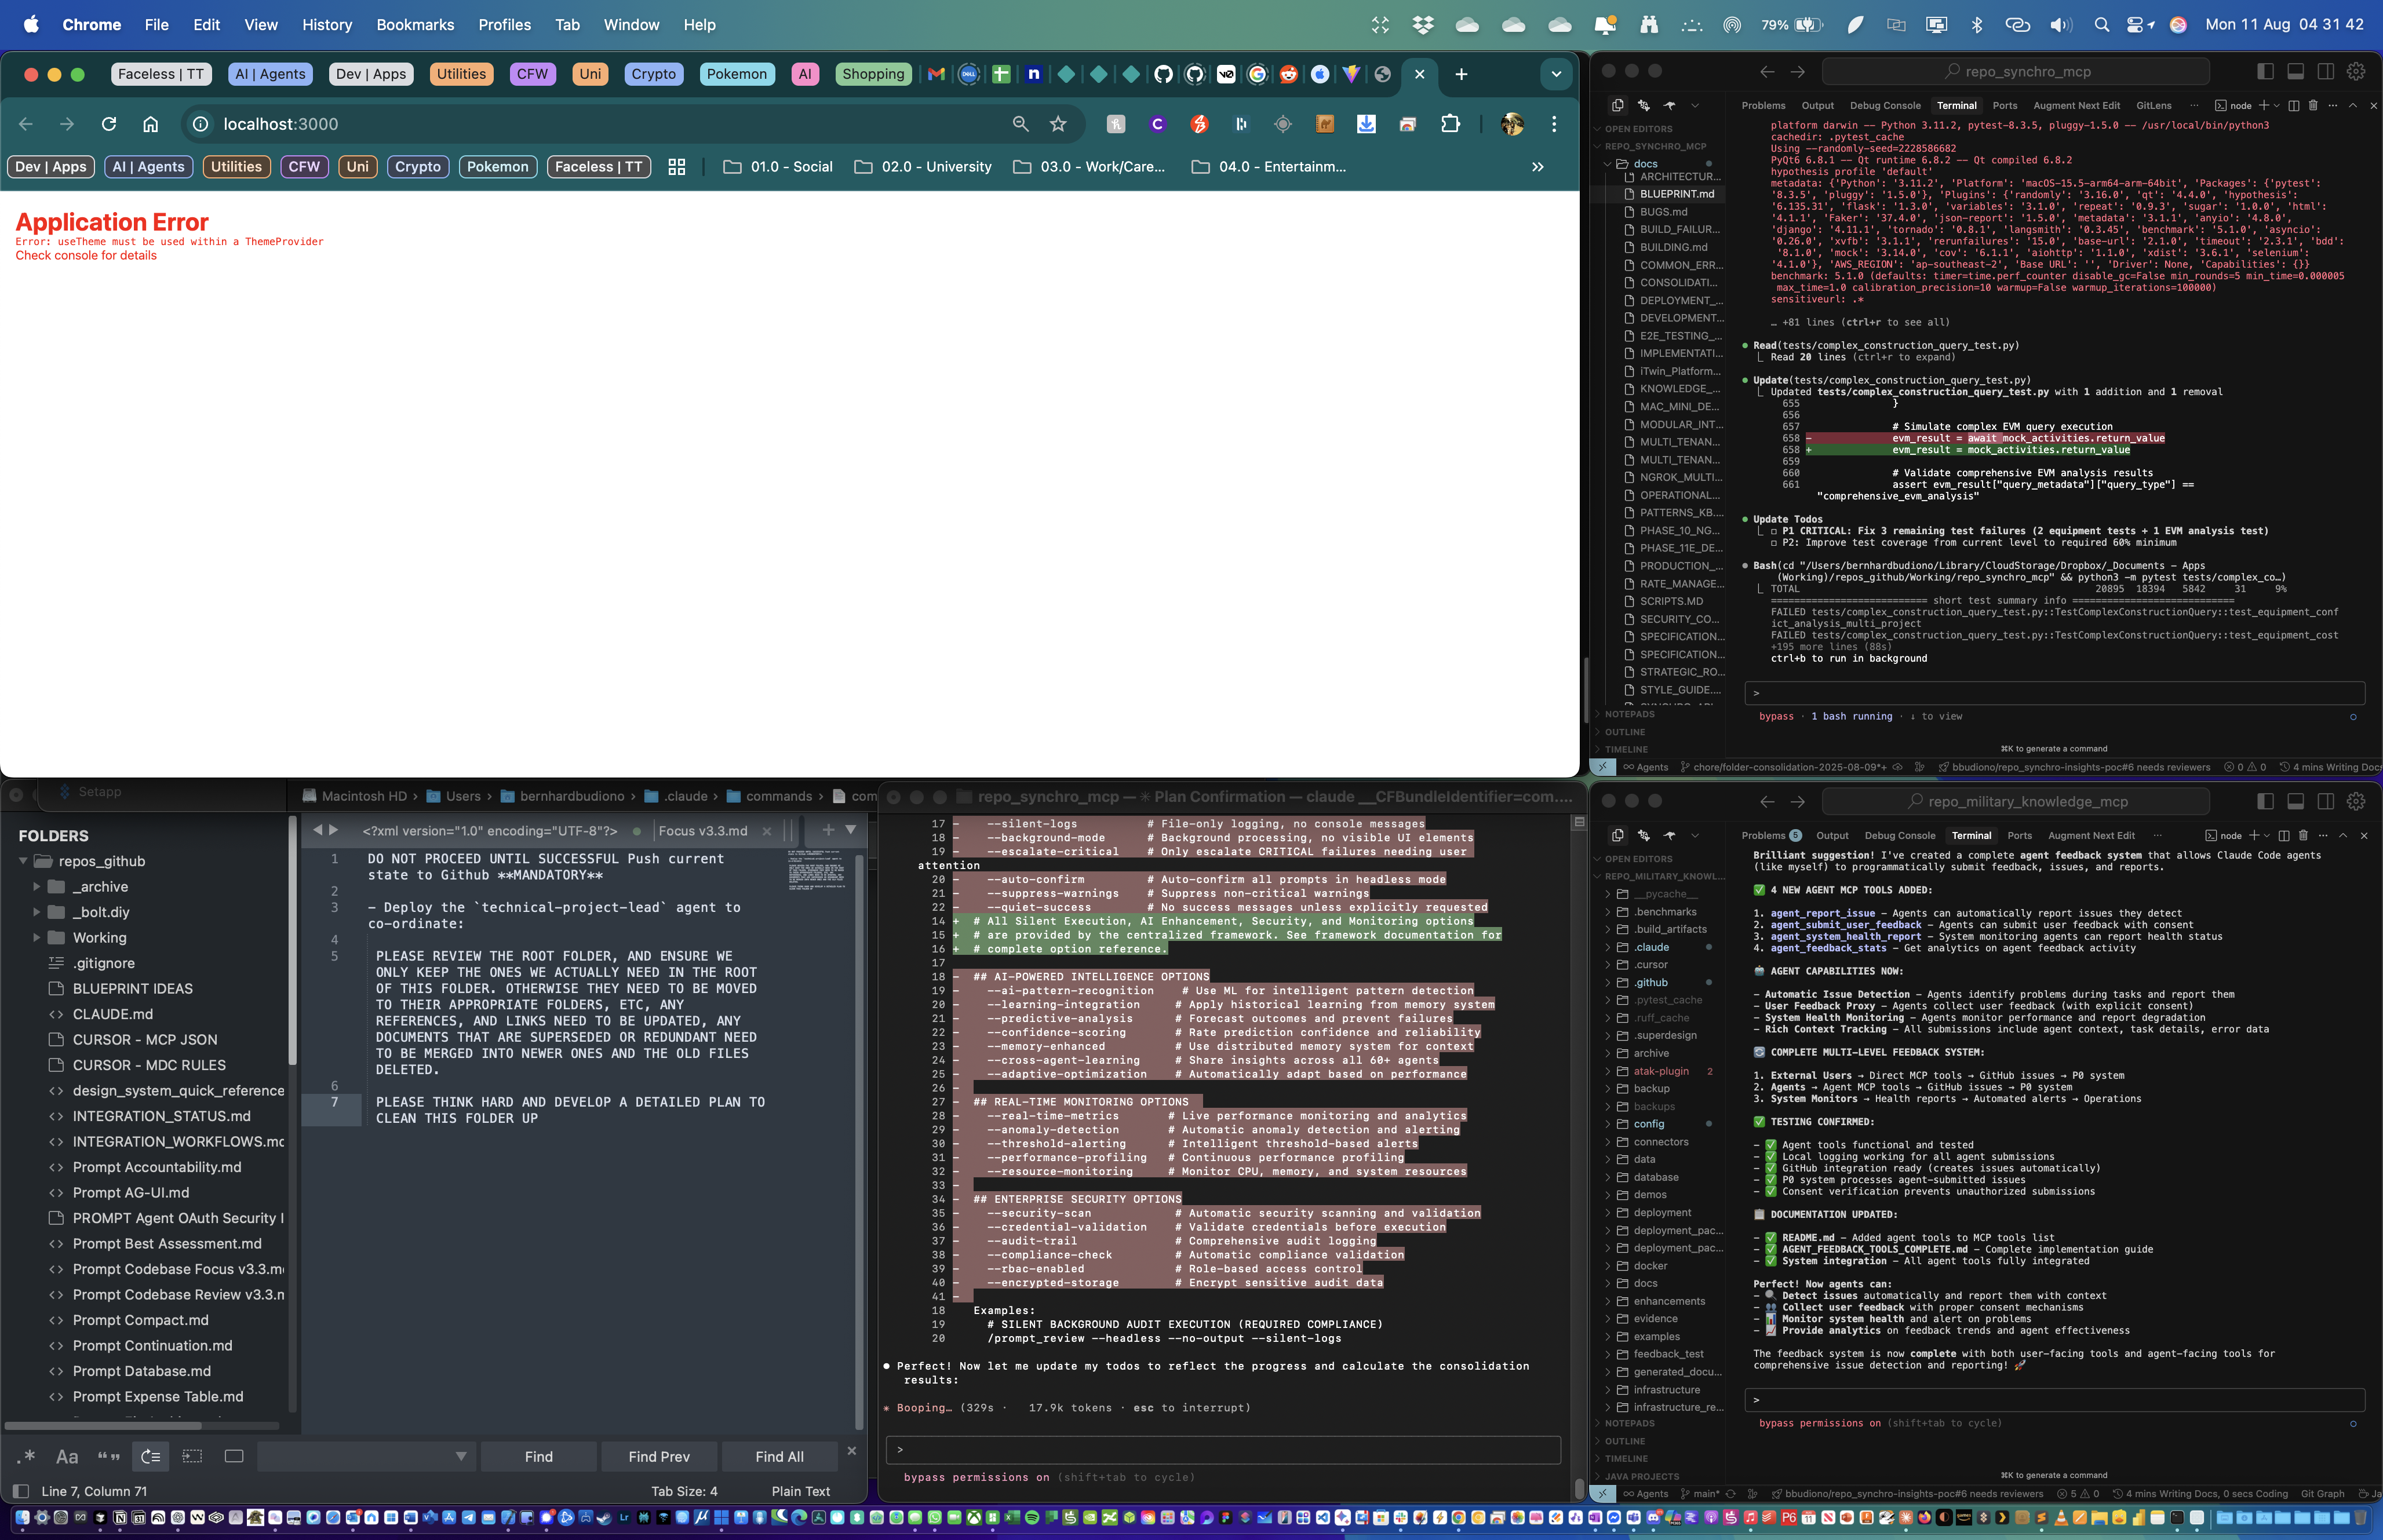 Chrome File Edit View History Bookmarks Profiles Tab Window Help
79%
Mon 11 Aug 04 31 42
Faceless | TT AI | Agents Dev | Apps Utilities CFW Uni Crypto Pokemon AI Shopping
localhost:3000
Dev | Apps AI | Agents Utilities CFW Uni Crypto Pokemon Faceless | TT
01.0 - Social 02.0 - University 03.0 - Work/Care... 04.0 - Entertainm...
Application Error
Error: useTheme must be used within a ThemeProvider
Check console for details
repo_synchro_mcp
Problems Output Debug Console Terminal Ports Augment Next Edit GitLens ... node
OPEN EDITORS
REPO_SYNCHRO_MCP
docs
ARCHITECTUR...
BLUEPRINT.md
BUGS.md
BUILD_FAILUR...
BUILDING.md
COMMON_ERR...
CONSOLIDATI...
DEPLOYMENT_...
DEVELOPMENT...
E2E_TESTING_...
IMPLEMENTATI...
iTwin_Platform...
KNOWLEDGE_...
MAC_MINI_DE...
MODULAR_INT...
MULTI_TENAN...
MULTI_TENAN...
NGROK_MULTI...
OPERATIONAL...
PATTERNS_KB....
PHASE_10_NG...
PHASE_11E_DE...
PRODUCTION_...
RATE_MANAGE...
SCRIPTS.MD
SECURITY_CO...
SPECIFICATION...
SPECIFICATION...
STRATEGIC_RO...
STYLE_GUIDE....
NOTEPADS
OUTLINE
TIMELINE
platform darwin -- Python 3.11.2, pytest-8.3.5, pluggy-1.5.0 -- /usr/local/bin/python3
cachedir: .pytest_cache
Using --randomly-seed=2228586682
PyQt6 6.8.1 -- Qt runtime 6.8.2 -- Qt compiled 6.8.2
hypothesis profile 'default'
metadata: {'Python': '3.11.2', 'Platform': 'macOS-15.5-arm64-arm-64bit', 'Packages': {'pytest':
'8.3.5', 'pluggy': '1.5.0'}, 'Plugins': {'randomly': '3.16.0', 'qt': '4.4.0', 'hypothesis':
'6.135.31', 'flask': '1.3.0', 'variables': '3.1.0', 'repeat': '0.9.3', 'sugar': '1.0.0', 'html':
'4.1.1', 'Faker': '37.4.0', 'json-report': '1.5.0', 'metadata': '3.1.1', 'anyio': '4.8.0',
'django': '4.11.1', 'tornado': '0.8.1', 'langsmith': '0.3.45', 'benchmark': '5.1.0', 'asyncio':
'0.26.0', 'xvfb': '3.1.1', 'rerunfailures': '15.0', 'base-url': '2.1.0', 'timeout': '2.3.1', 'bdd':
'8.1.0', 'mock': '3.14.0', 'cov': '6.1.1', 'aiohttp': '1.1.0', 'xdist': '3.6.1', 'selenium':
'4.1.0'}, 'AWS_REGION': 'ap-southeast-2', 'Base URL': '', 'Driver': None, 'Capabilities': {}}
benchmark: 5.1.0 (defaults: timer=time.perf_counter disable_gc=False min_rounds=5 min_time=0.000005
max_time=1.0 calibration_precision=10 warmup=False warmup_iterations=100000)
sensitiveurl: .*
… +81 lines (ctrl+r to see all)
Read(tests/complex_construction_query_test.py)
Read 20 lines (ctrl+r to expand)
Update(tests/complex_construction_query_test.py)
Updated tests/complex_construction_query_test.py with 1 addition and 1 removal
655 }
656
657 # Simulate complex EVM query execution
658 - evm_result = await mock_activities.return_value
658 + evm_result = mock_activities.return_value
659
660 # Validate comprehensive EVM analysis results
661 assert evm_result["query_metadata"]["query_type"] ==
"comprehensive_evm_analysis"
Update Todos
P1 CRITICAL: Fix 3 remaining test failures (2 equipment tests + 1 EVM analysis test)
P2: Improve test coverage from current level to required 60% minimum
Bash(cd "/Users/bernhardbudiono/Library/CloudStorage/Dropbox/_Documents - Apps
(Working)/repos_github/Working/repo_synchro_mcp" && python3 -m pytest tests/complex_co…)
TOTAL 20895 18394 5842 31 9%
=========================== short test summary info ===========================
FAILED tests/complex_construction_query_test.py::TestComplexConstructionQuery::test_equipment_conf
ict_analysis_multi_project
FAILED tests/complex_construction_query_test.py::TestComplexConstructionQuery::test_equipment_cost
+195 more lines (88s)
ctrl+b to run in background
>
bypass · 1 bash running · ↓ to view
⌘K to generate a command
Agents chore/folder-consolidation-2025-08-09*+ bbudiono/repo_synchro-insights-poc#6 needs reviewers 0 0 4 mins Writing Docs
Setapp
Macintosh HD › Users › bernhardbudiono › .claude › commands › com
FOLDERS
repos_github
_archive
_bolt.diy
Working
.gitignore
BLUEPRINT IDEAS
CLAUDE.md
CURSOR - MCP JSON
CURSOR - MDC RULES
design_system_quick_reference
INTEGRATION_STATUS.md
INTEGRATION_WORKFLOWS.md
Prompt Accountability.md
Prompt AG-UI.md
PROMPT Agent OAuth Security I
Prompt Best Assessment.md
Prompt Codebase Focus v3.3.md
Prompt Codebase Review v3.3.m
Prompt Compact.md
Prompt Continuation.md
Prompt Database.md
Prompt Expense Table.md
<?xml version="1.0" encoding="UTF-8"?> Focus v3.3.md
1 DO NOT PROCEED UNTIL SUCCESSFUL Push current
state to Github **MANDATORY**
2
3 - Deploy the `technical-project-lead` agent to
co-ordinate:
4
5 PLEASE REVIEW THE ROOT FOLDER, AND ENSURE WE
ONLY KEEP THE ONES WE ACTUALLY NEED IN THE ROOT
OF THIS FOLDER. OTHERWISE THEY NEED TO BE MOVED
TO THEIR APPROPRIATE FOLDERS, ETC, ANY
REFERENCES, AND LINKS NEED TO BE UPDATED, ANY
DOCUMENTS THAT ARE SUPERSEDED OR REDUNDANT NEED
TO BE MERGED INTO NEWER ONES AND THE OLD FILES
DELETED.
6
7 PLEASE THINK HARD AND DEVELOP A DETAILED PLAN TO
CLEAN THIS FOLDER UP
.* Aa Find Find Prev Find All
Line 7, Column 71 Tab Size: 4 Plain Text
repo_synchro_mcp — ✳ Plan Confirmation — claude __CFBundleIdentifier=com....
17 - --silent-logs # File-only logging, no console messages
18 - --background-mode # Background processing, no visible UI elements
19 - --escalate-critical # Only escalate CRITICAL failures needing user
attention
20 - --auto-confirm # Auto-confirm all prompts in headless mode
21 - --suppress-warnings # Suppress non-critical warnings
22 - --quiet-success # No success messages unless explicitly requested
14 + # All Silent Execution, AI Enhancement, Security, and Monitoring options
15 + # are provided by the centralized framework. See framework documentation for
16 + # complete option reference.
17
18 - ## AI-POWERED INTELLIGENCE OPTIONS
19 - --ai-pattern-recognition # Use ML for intelligent pattern detection
20 - --learning-integration # Apply historical learning from memory system
21 - --predictive-analysis # Forecast outcomes and prevent failures
22 - --confidence-scoring # Rate prediction confidence and reliability
23 - --memory-enhanced # Use distributed memory system for context
24 - --cross-agent-learning # Share insights across all 60+ agents
25 - --adaptive-optimization # Automatically adapt based on performance
26 -
27 - ## REAL-TIME MONITORING OPTIONS
28 - --real-time-metrics # Live performance monitoring and analytics
29 - --anomaly-detection # Automatic anomaly detection and alerting
30 - --threshold-alerting # Intelligent threshold-based alerts
31 - --performance-profiling # Continuous performance profiling
32 - --resource-monitoring # Monitor CPU, memory, and system resources
33 -
34 - ## ENTERPRISE SECURITY OPTIONS
35 - --security-scan # Automatic security scanning and validation
36 - --credential-validation # Validate credentials before execution
37 - --audit-trail # Comprehensive audit logging
38 - --compliance-check # Automatic compliance validation
39 - --rbac-enabled # Role-based access control
40 - --encrypted-storage # Encrypt sensitive audit data
41 -
18 Examples:
19 # SILENT BACKGROUND AUDIT EXECUTION (REQUIRED COMPLIANCE)
20 /prompt_review --headless --no-output --silent-logs
Perfect! Now let me update my todos to reflect the progress and calculate the consolidation
results:
✳ Booping… (329s · 17.9k tokens · esc to interrupt)
>
bypass permissions on (shift+tab to cycle)
repo_military_knowledge_mcp
Problems 5 Output Debug Console Terminal Ports Augment Next Edit ... node
OPEN EDITORS
REPO_MILITARY_KNOWL...
__pycache__
.benchmarks
.build_artifacts
.claude
.cursor
.github
.pytest_cache
.ruff_cache
.superdesign
archive
atak-plugin 2
backup
backups
config
connectors
data
database
demos
deployment
deployment_pac...
deployment_pac...
docker
docs
enhancements
evidence
examples
feedback_test
generated_docu...
infrastructure
infrastructure_re...
NOTEPADS
OUTLINE
TIMELINE
JAVA PROJECTS
Brilliant suggestion! I've created a complete agent feedback system that allows Claude Code agents
(like myself) to programmatically submit feedback, issues, and reports.
✅ 4 NEW AGENT MCP TOOLS ADDED:
1. agent_report_issue – Agents can automatically report issues they detect
2. agent_submit_user_feedback – Agents can submit user feedback with consent
3. agent_system_health_report – System monitoring agents can report health status
4. agent_feedback_stats – Get analytics on agent feedback activity
🤖 AGENT CAPABILITIES NOW:
– Automatic Issue Detection – Agents identify problems during tasks and report them
– User Feedback Proxy – Agents collect user feedback (with explicit consent)
– System Health Monitoring – Agents monitor performance and report degradation
– Rich Context Tracking – All submissions include agent context, task details, error data
🔄 COMPLETE MULTI-LEVEL FEEDBACK SYSTEM:
1. External Users → Direct MCP tools → GitHub issues → P0 system
2. Agents → Agent MCP tools → GitHub issues → P0 system
3. System Monitors → Health reports → Automated alerts → Operations
✅ TESTING CONFIRMED:
– ✅ Agent tools functional and tested
– ✅ Local logging working for all agent submissions
– ✅ GitHub integration ready (creates issues automatically)
– ✅ P0 system processes agent-submitted issues
– ✅ Consent verification prevents unauthorized submissions
📋 DOCUMENTATION UPDATED:
– ✅ README.md – Added agent tools to MCP tools list
– ✅ AGENT_FEEDBACK_TOOLS_COMPLETE.md – Complete implementation guide
– ✅ System integration – All agent tools fully integrated
Perfect! Now agents can:
– 🔍 Detect issues automatically and report them with context
– 👥 Collect user feedback with proper consent mechanisms
– 📊 Monitor system health and alert on problems
– 📈 Provide analytics on feedback trends and agent effectiveness
The feedback system is now complete with both user-facing tools and agent-facing tools for
comprehensive issue detection and reporting! 🚀
>
bypass permissions on (shift+tab to cycle)
⌘K to generate a command
Agents main* bbudiono/repo_synchro-insights-poc#6 needs reviewers 5 0 4 mins Writing Docs, 0 secs Coding Git Graph Ja